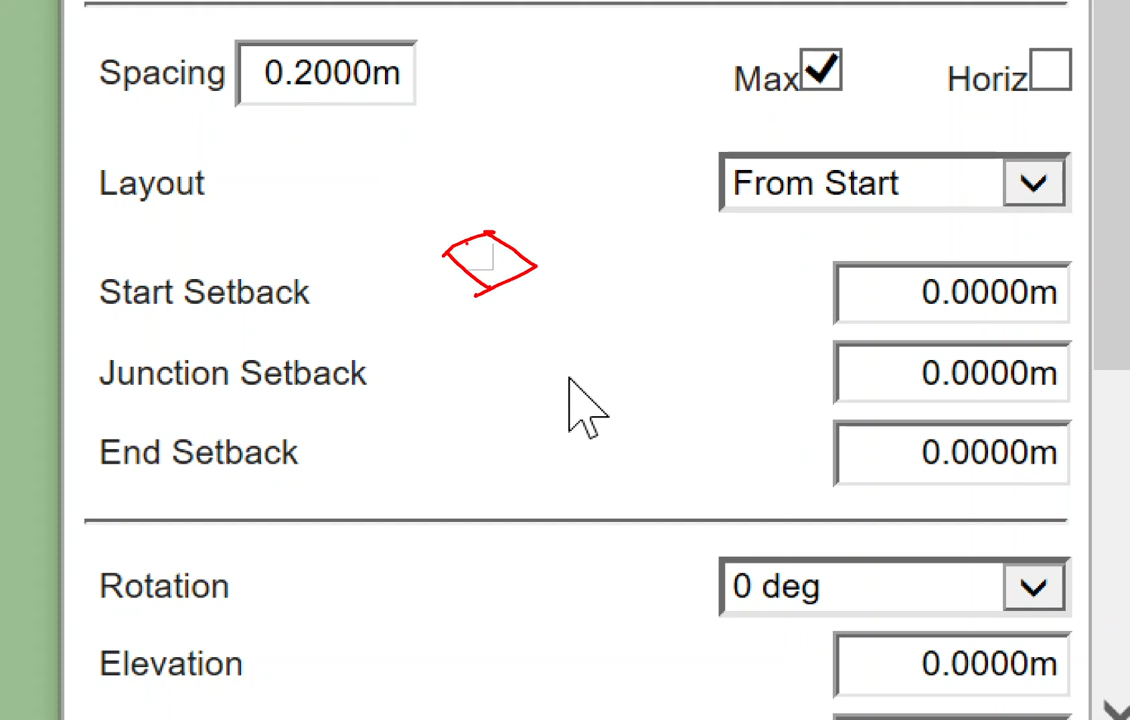 Spacing 0.2000m Max Horiz
Layout From Start
Start Setback 0.0000m
Junction Setback 0.0000m
End Setback 0.0000m
Rotation 0 deg
Elevation 0.0000m